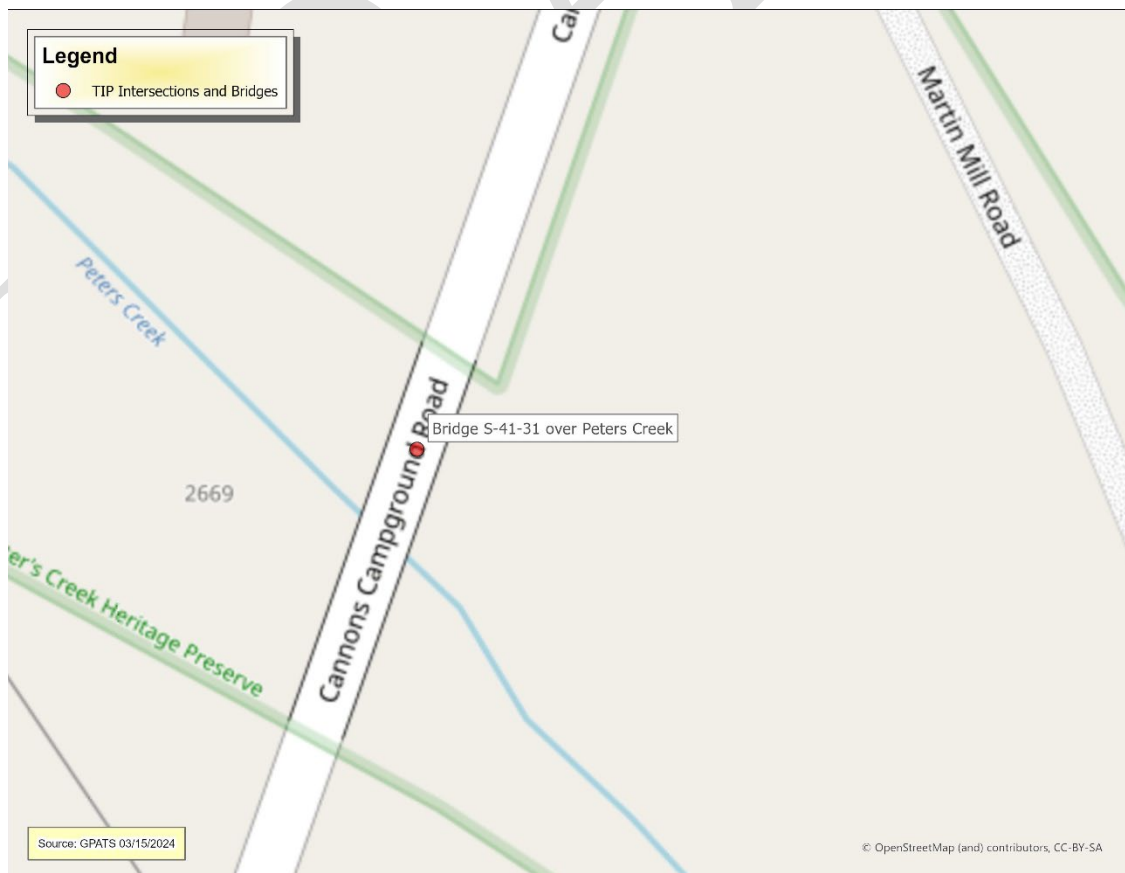 Legend
TIP Intersections and Bridges
Martin Mill Road
Peters Creek
Bridge S-41-31 over Peters Creek
Cannons Campground Road
2669
er's Creek Heritage Preserve
Source: GPATS 03/15/2024
© OpenStreetMap (and) contributors, CC-BY-SA